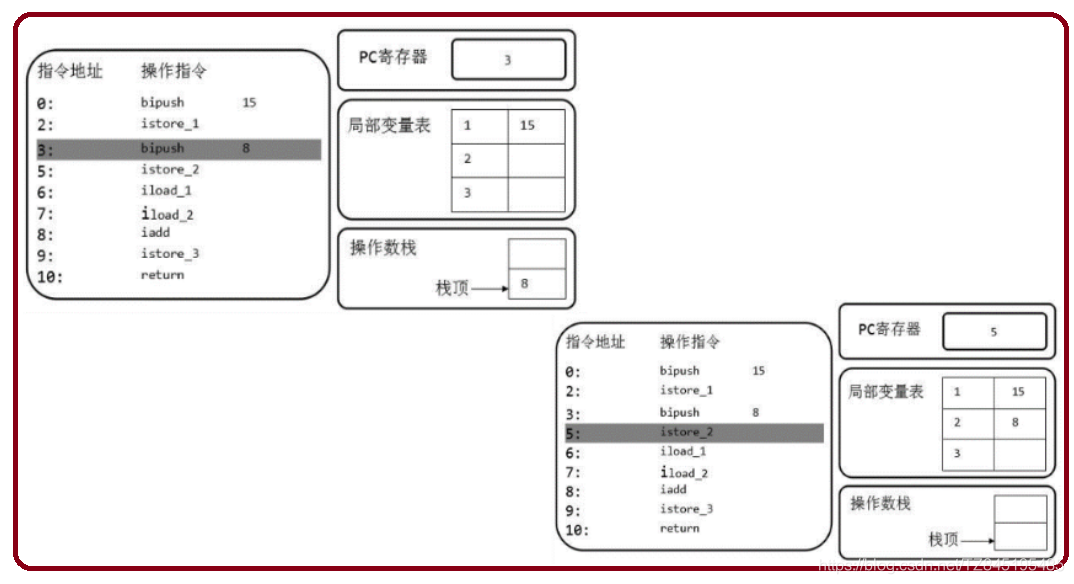 指令地址 操作指令
0: bipush 15
2: istore_1
3: bipush 8
5: istore_2
6: iload_1
7: iload_2
8: iadd
9: istore_3
10: return
PC寄存器 3
局部变量表 1 15
2
3
操作数栈
栈顶 8
指令地址 操作指令
0: bipush 15
2: istore_1
3: bipush 8
5: istore_2
6: iload_1
7: iload_2
8: iadd
9: istore_3
10: return
PC寄存器 5
局部变量表 1 15
2 8
3
操作数栈
栈顶